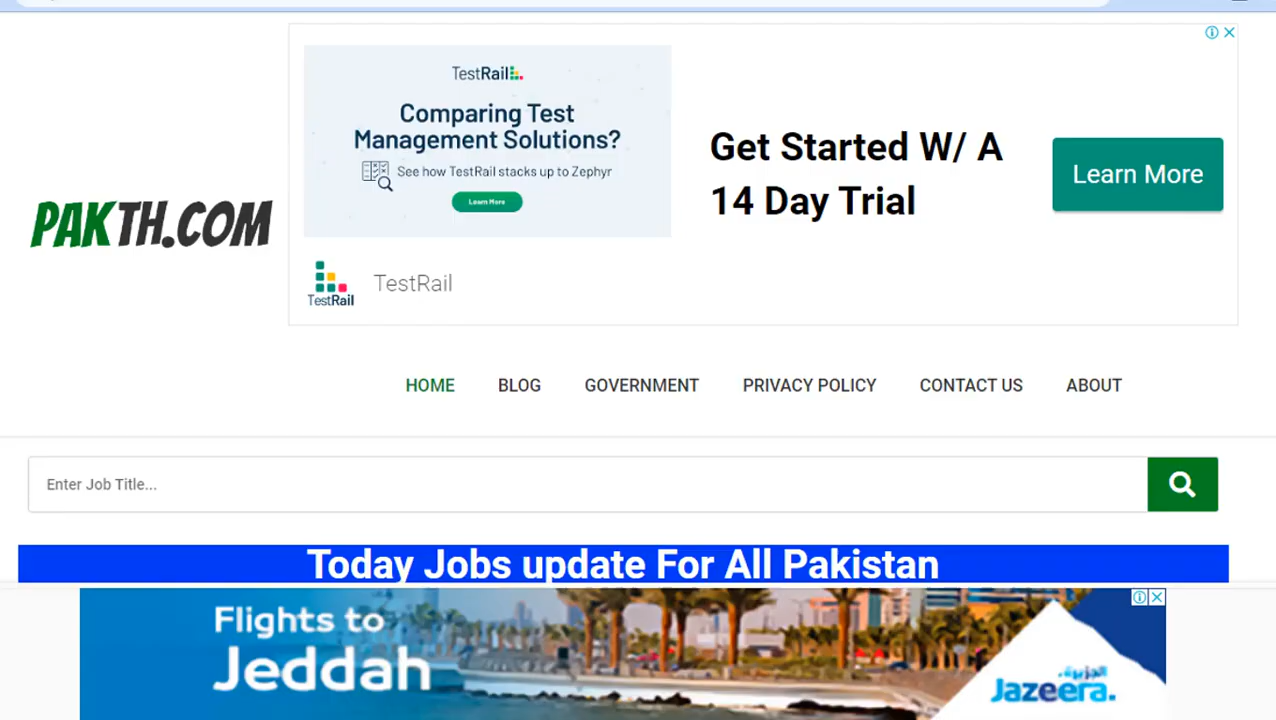 TestRail
Comparing Test
Management Solutions?
See how TestRail stacks up to Zephyr
Learn More
Get Started W/ A
14 Day Trial
Learn More
PAKTH.COM
TestRail
TestRail
HOME BLOG GOVERNMENT PRIVACY POLICY CONTACT US ABOUT
Enter Job Title...
Today Jobs update For All Pakistan
Flights to
Jeddah
الجزيرة
Jazeera.